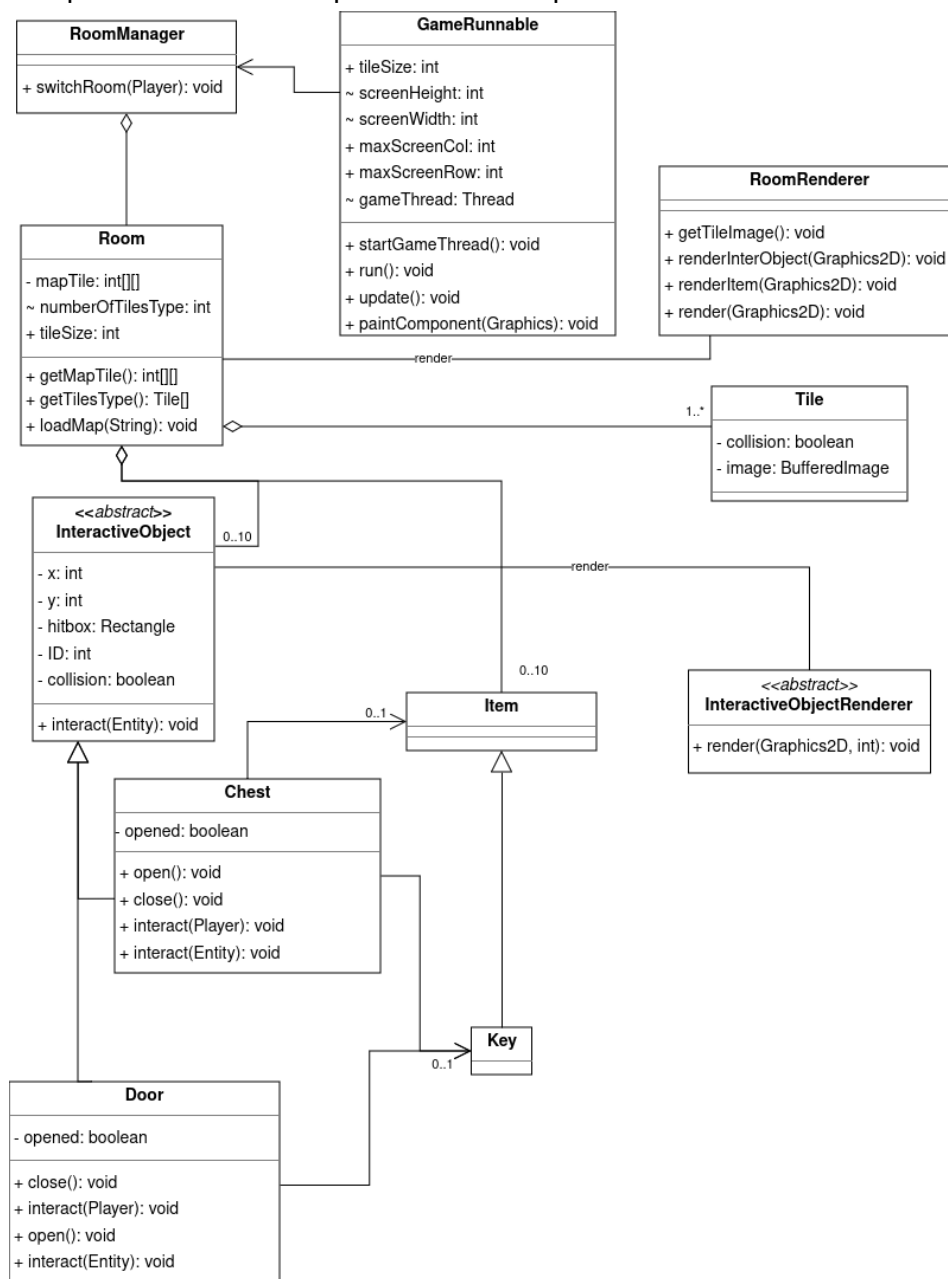 RoomManager
+ switchRoom(Player): void
GameRunnable
+ tileSize: int
~ screenHeight: int
~ screenWidth: int
+ maxScreenCol: int
+ maxScreenRow: int
~ gameThread: Thread
+ startGameThread(): void
+ run(): void
+ update(): void
+ paintComponent(Graphics): void
RoomRenderer
+ getTileImage(): void
+ renderInterObject(Graphics2D): void
+ renderItem(Graphics2D): void
+ render(Graphics2D): void
Room
- mapTile: int[][]
~ numberOfTilesType: int
+ tileSize: int
+ getMapTile(): int[][]
+ getTilesType(): Tile[]
+ loadMap(String): void
render
1..*
Tile
- collision: boolean
- image: BufferedImage
<<abstract>>
InteractiveObject
- x: int
- y: int
- hitbox: Rectangle
- ID: int
- collision: boolean
+ interact(Entity): void
0..10
render
0..10
<<abstract>>
InteractiveObjectRenderer
+ render(Graphics2D, int): void
0..1
Item
Chest
- opened: boolean
+ open(): void
+ close(): void
+ interact(Player): void
+ interact(Entity): void
Key
0..1
Door
- opened: boolean
+ close(): void
+ interact(Player): void
+ open(): void
+ interact(Entity): void